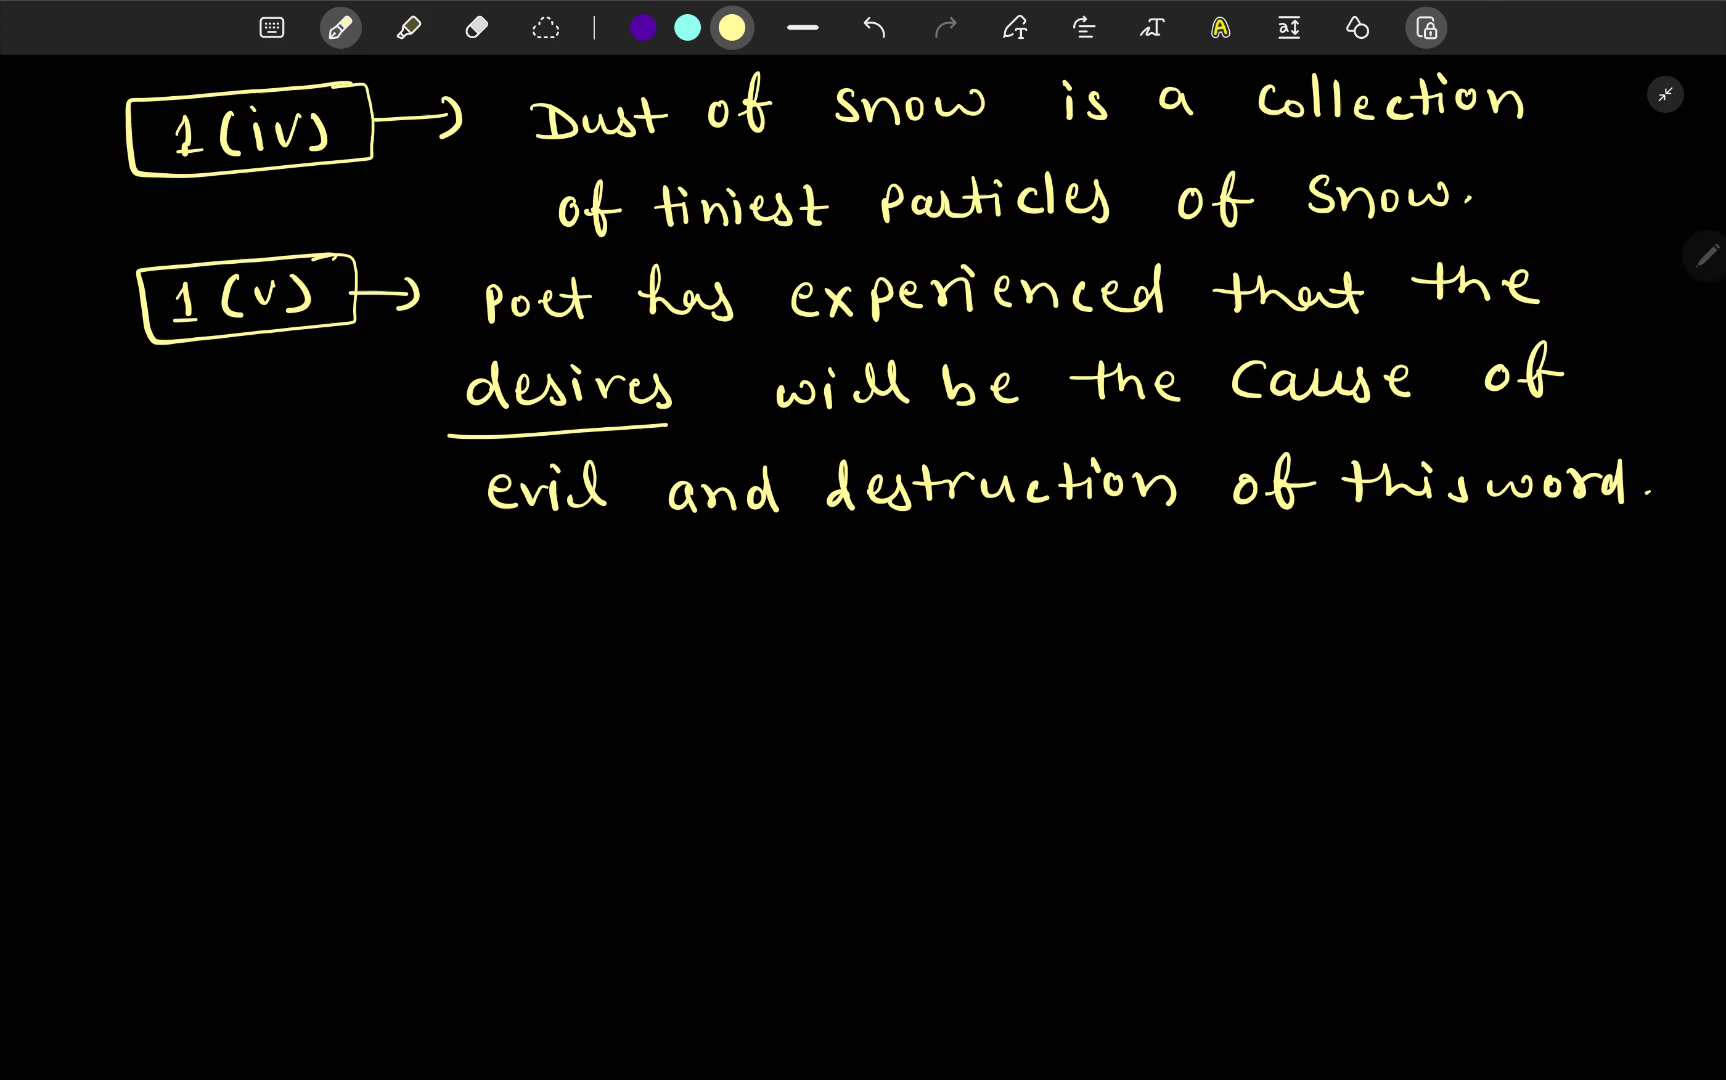 1(iv) → Dust of snow is a collection
of tiniest particles of snow.
1(v) → poet has experienced that the
desires will be the cause of
evil and destruction of this word.